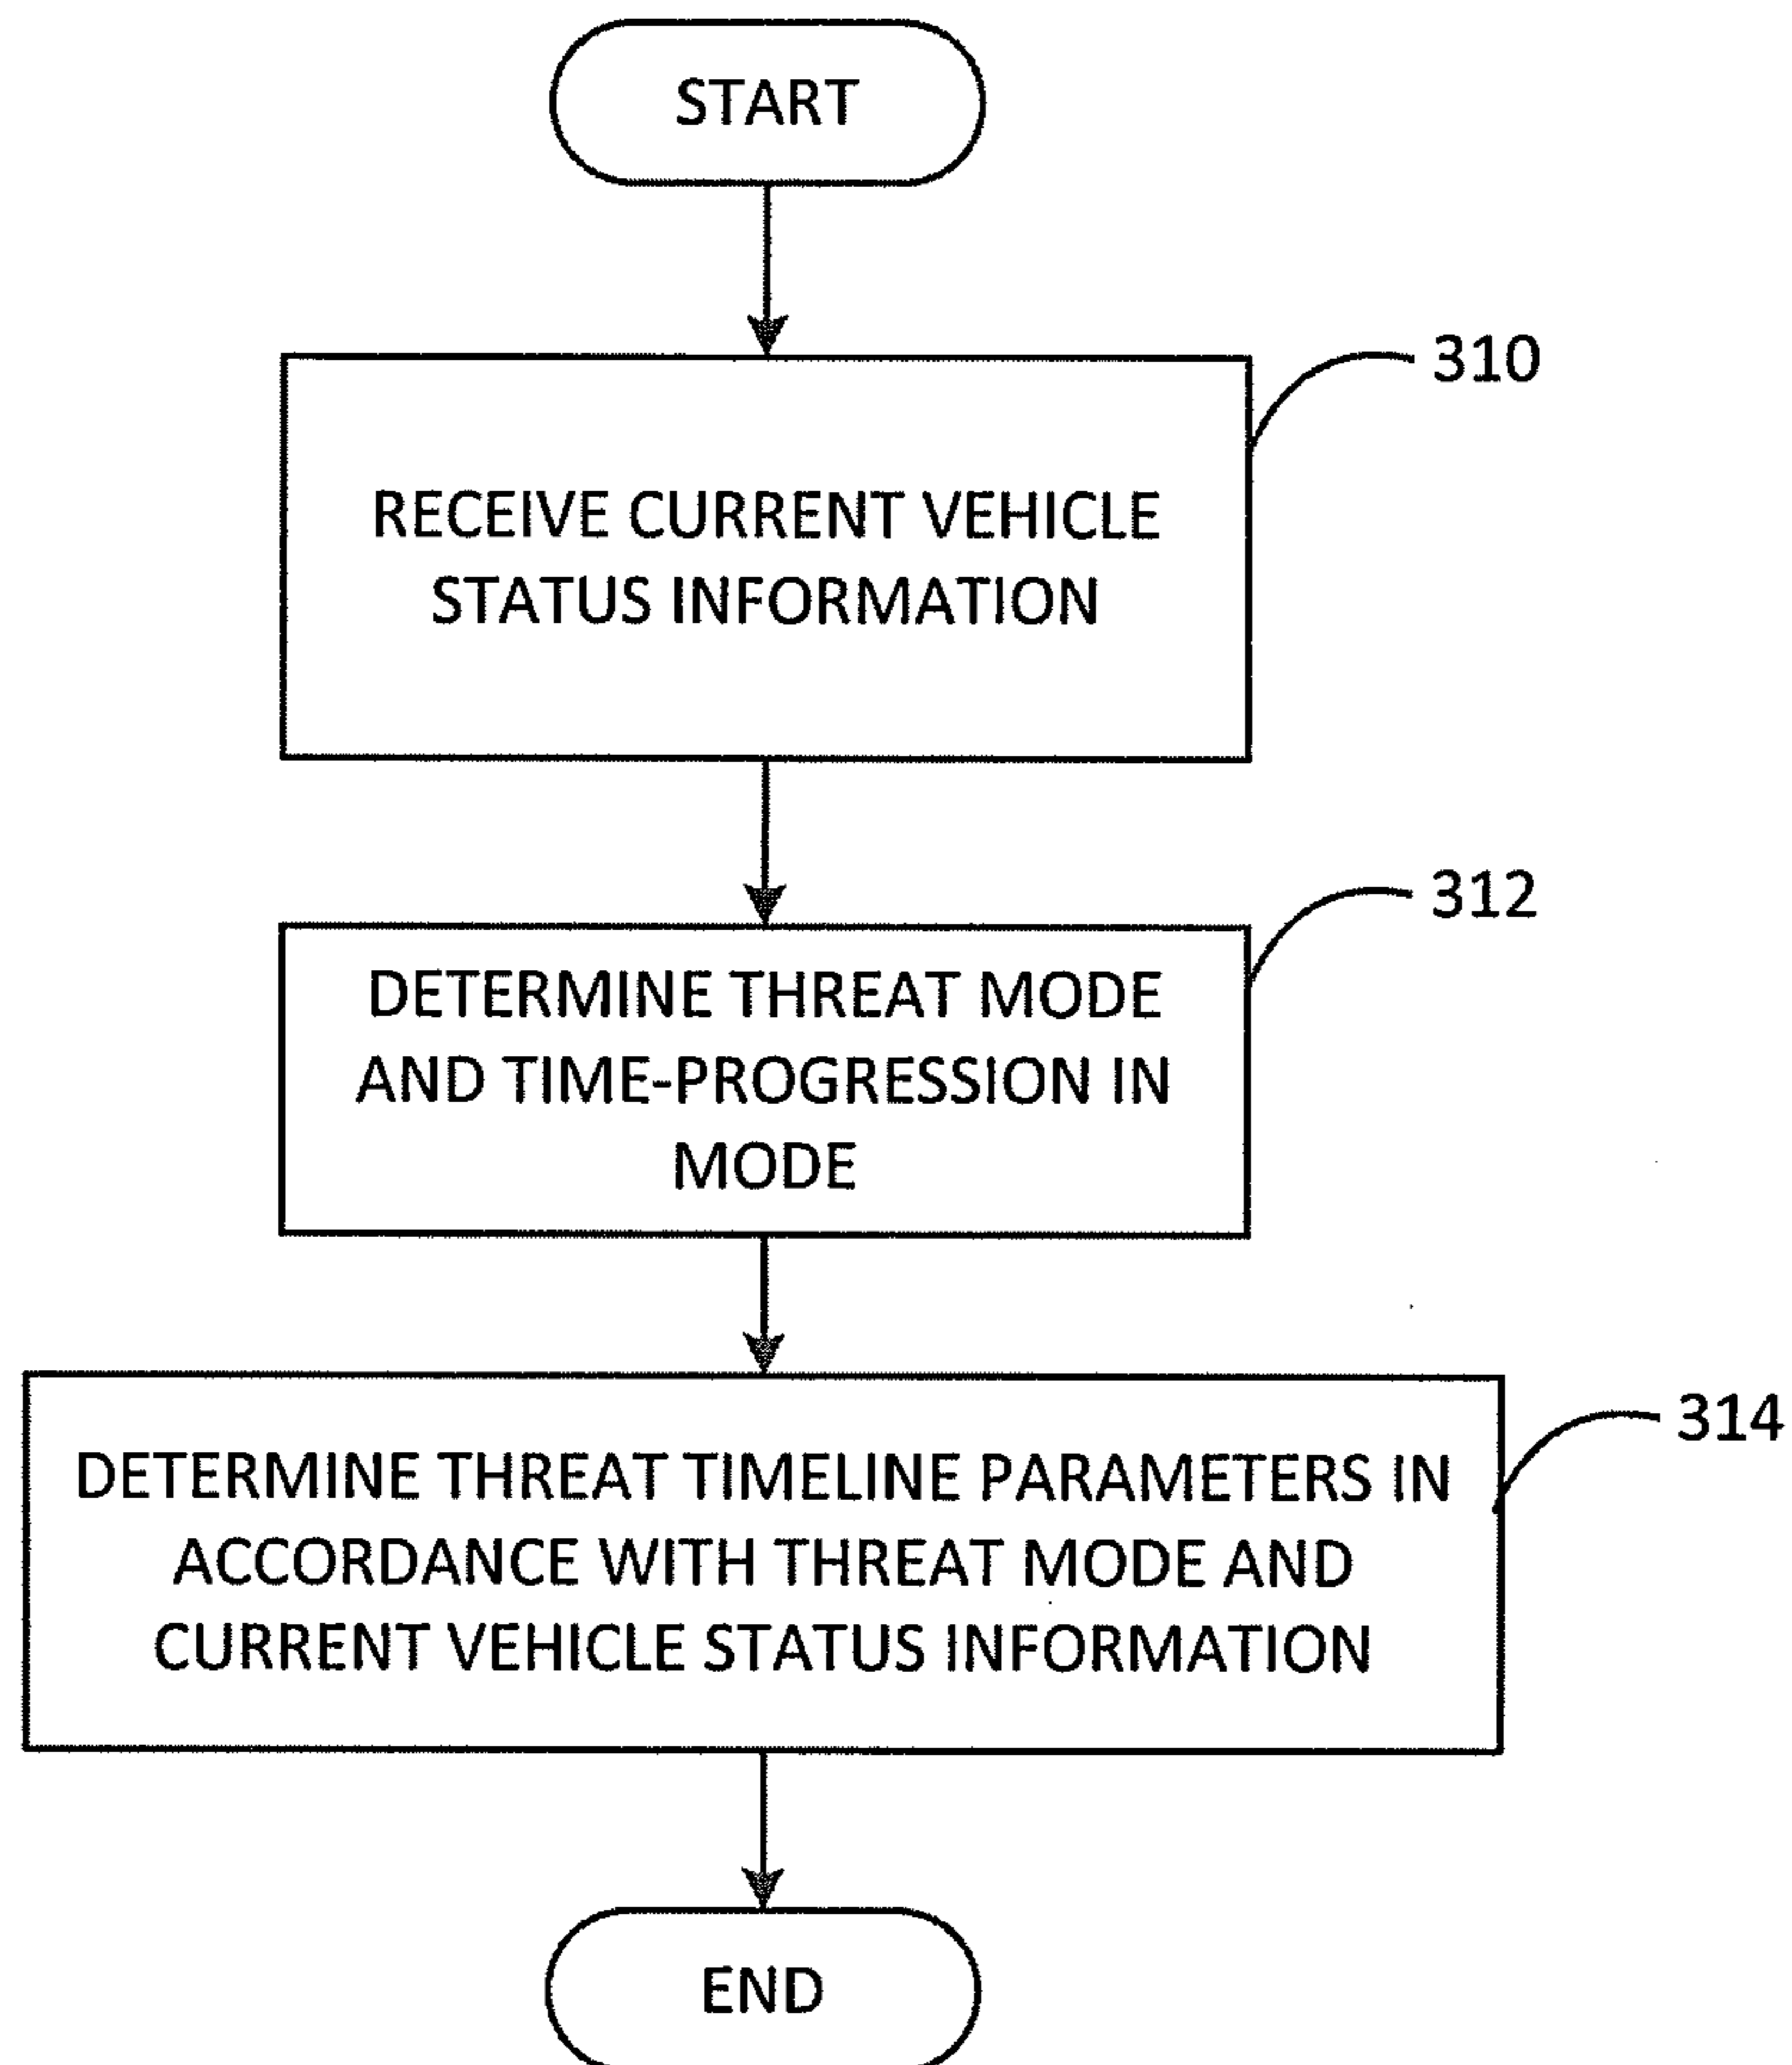 START
310
RECEIVE CURRENT VEHICLE
STATUS INFORMATION
312
DETERMINE THREAT MODE
AND TIME-PROGRESSION IN
MODE
314
DETERMINE THREAT TIMELINE PARAMETERS IN
ACCORDANCE WITH THREAT MODE AND
CURRENT VEHICLE STATUS INFORMATION
END